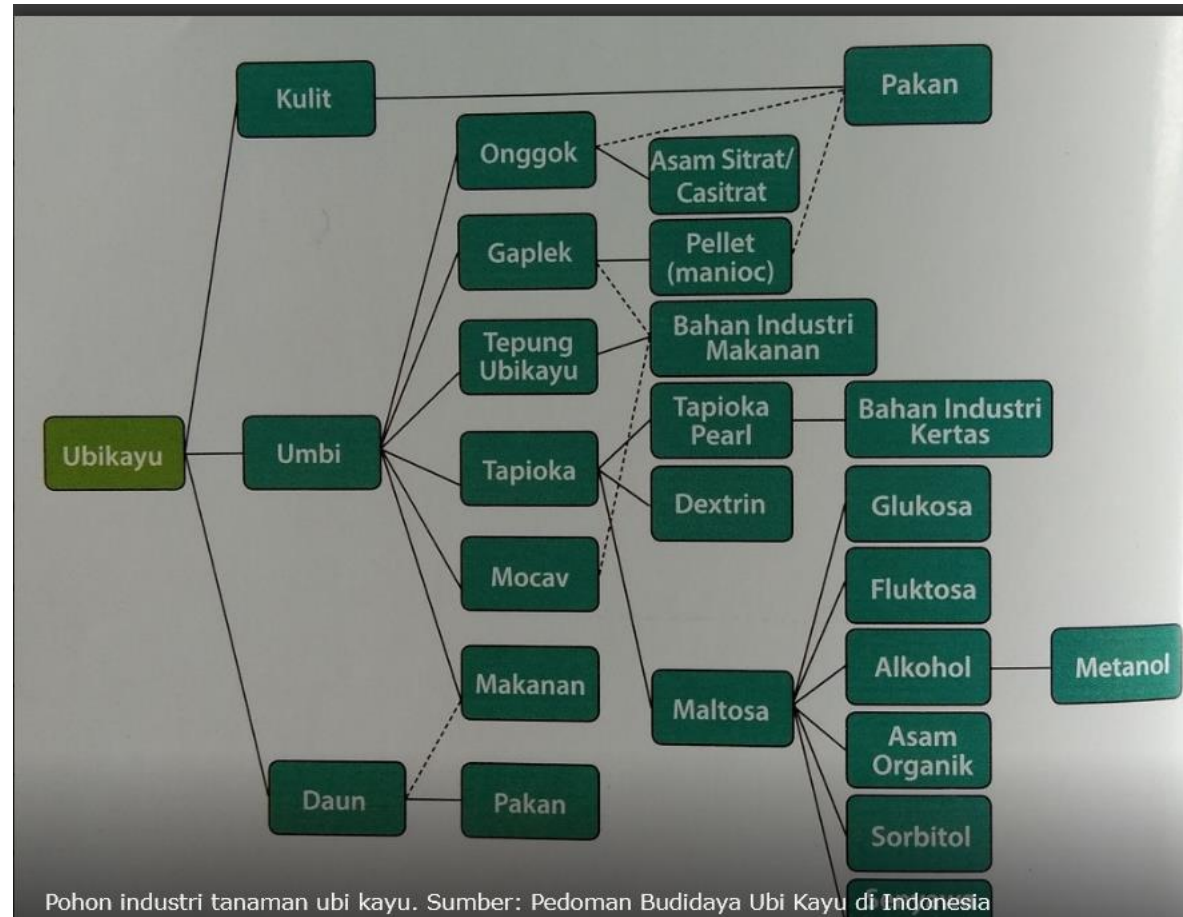 Kulit
Pakan
Onggok
Asam Sitrat/
Casitrat
Gaplek
Pellet
(manioc)
Tepung
Ubikayu
Bahan Industri
Makanan
Ubikayu
Umbi
Tapioka
Tapioka
Pearl
Bahan Industri
Kertas
Dextrin
Glukosa
Mocav
Fluktosa
Makanan
Maltosa
Alkohol
Metanol
Asam
Organik
Daun
Pakan
Sorbitol
Pohon industri tanaman ubi kayu. Sumber: Pedoman Budidaya Ubi Kayu di Indonesia